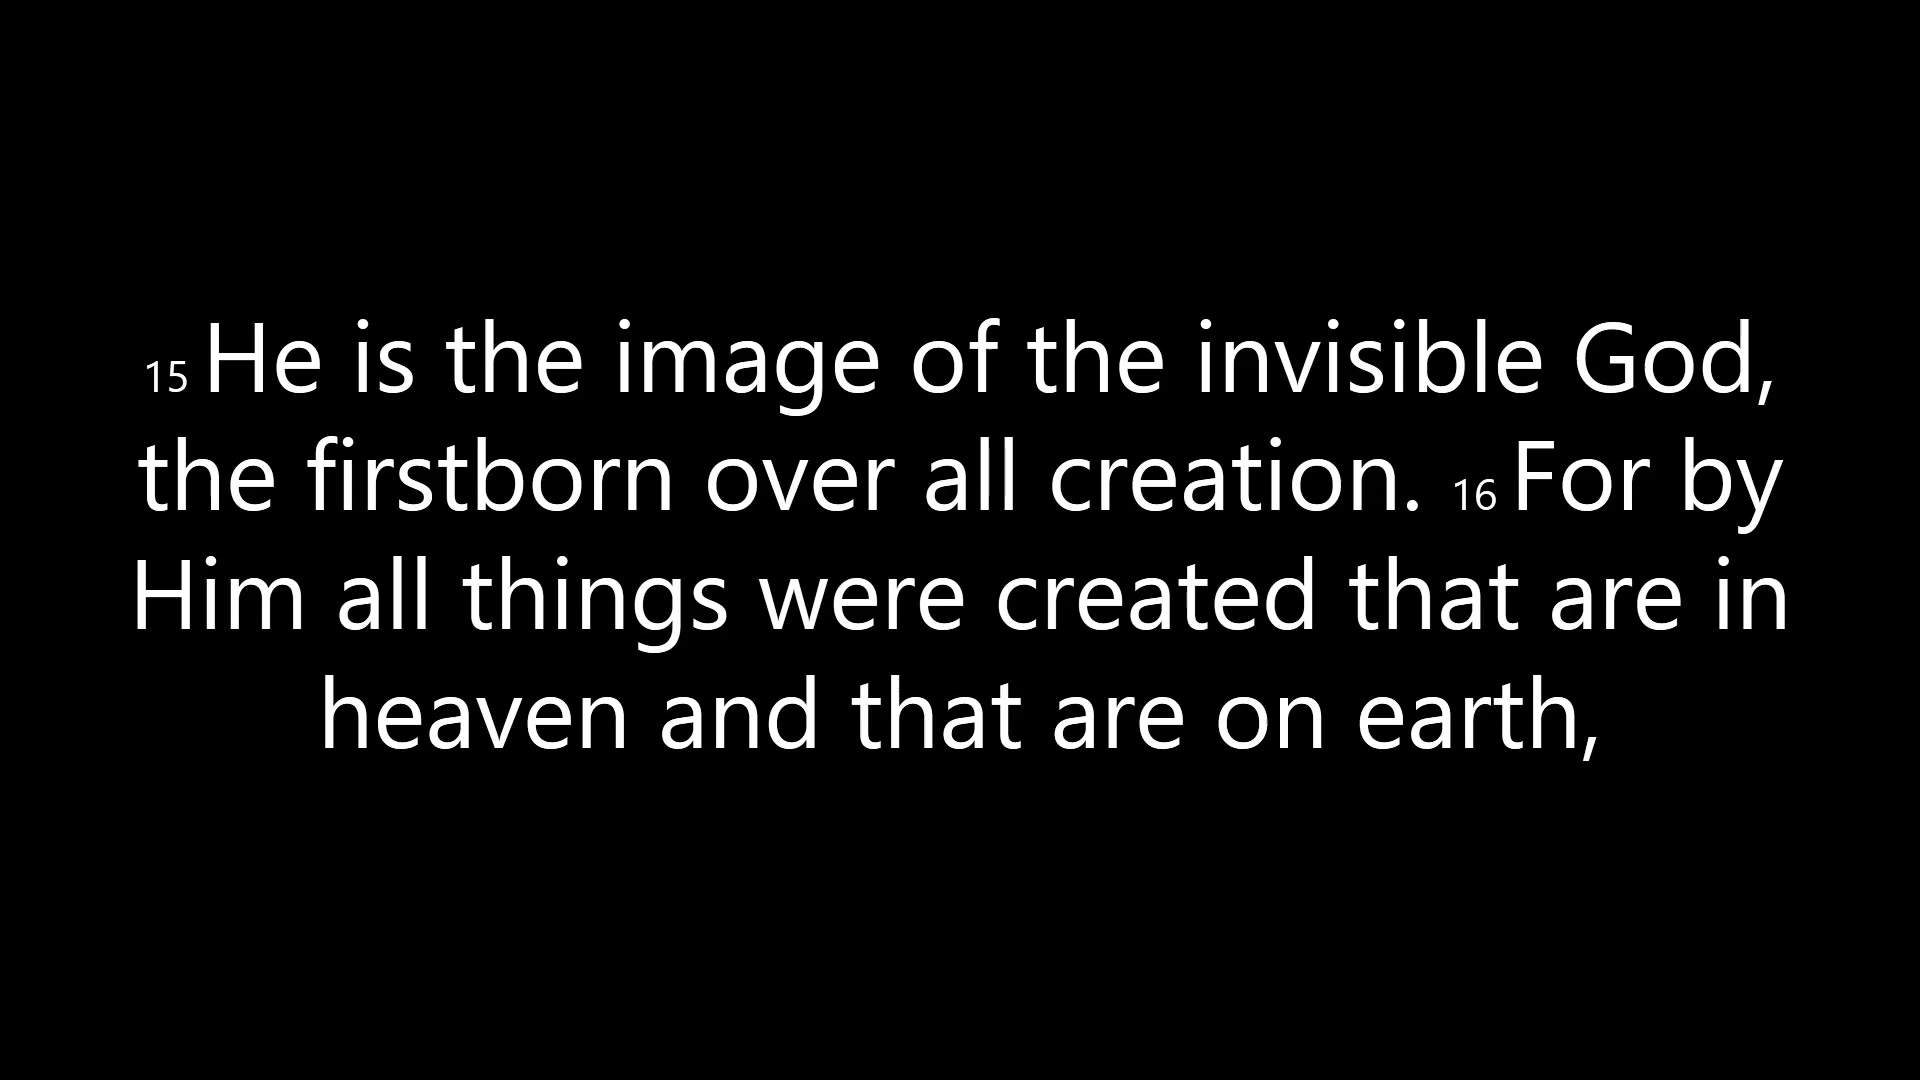 15 He is the image of the invisible God,
the firstborn over all creation. 16 For by
Him all things were created that are in
heaven and that are on earth,